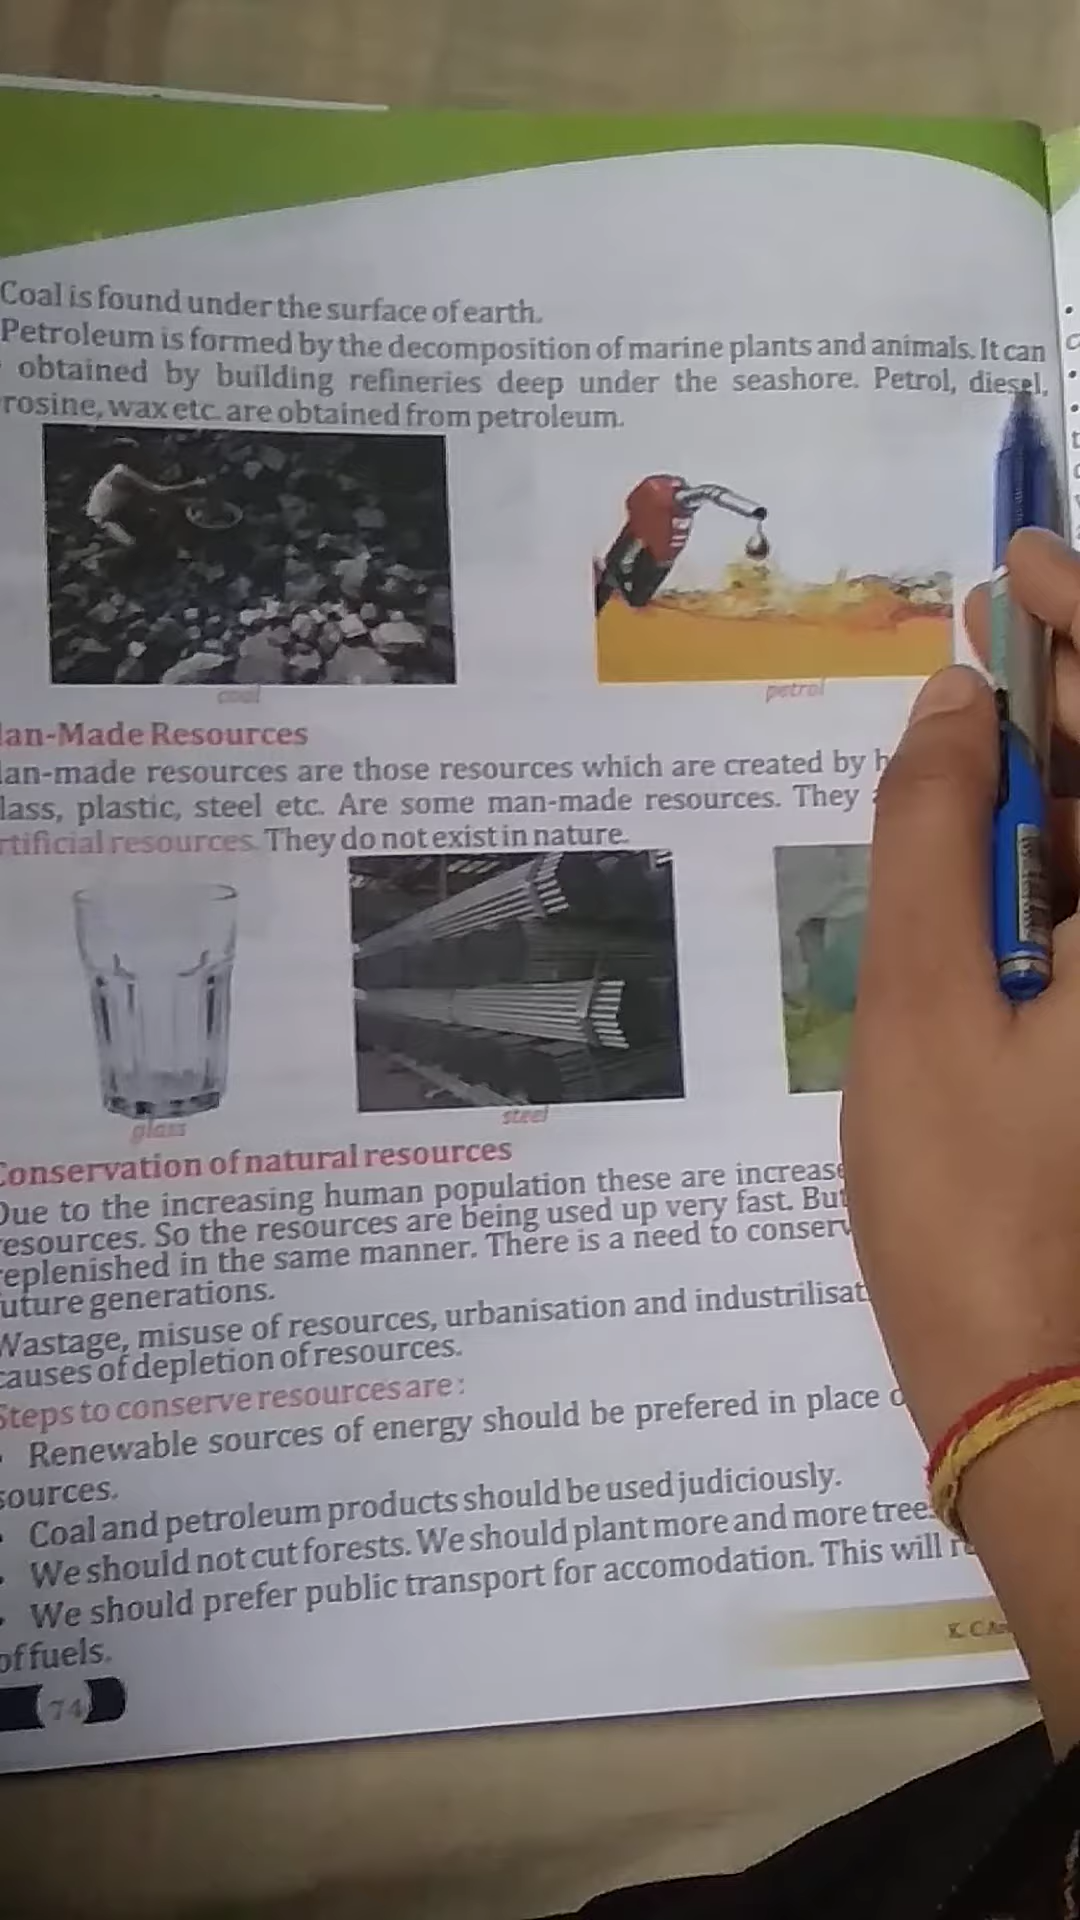 Coal is found under the surface of earth.
Petroleum is formed by the decomposition of marine plants and animals. It can
obtained by building refineries deep under the seashore. Petrol, diesel,
rosine, wax etc. are obtained from petroleum.
coal
petrol
an-Made Resources
an-made resources are those resources which are created by h
lass, plastic, steel etc. Are some man-made resources. They
rtificial resources. They do not exist in nature.
glass
steel
Conservation of natural resources
Due to the increasing human population these are increase
resources. So the resources are being used up very fast. But
replenished in the same manner. There is a need to conserv
uture generations.
Wastage, misuse of resources, urbanisation and industrilisat
causes of depletion of resources.
Steps to conserve resources are :
Renewable sources of energy should be prefered in place o
sources.
Coal and petroleum products should be used judiciously.
We should not cut forests. We should plant more and more tree
We should prefer public transport for accomodation. This will r
of fuels.
K. C.
74